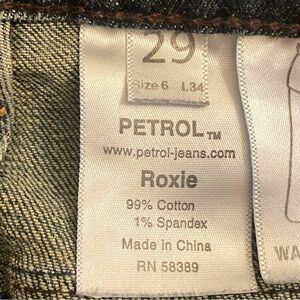 29
Size 6 L34
PETROL™
www.petrol-jeans.com
Roxie
99% Cotton
1% Spandex
Made in China
RN 58389
WA